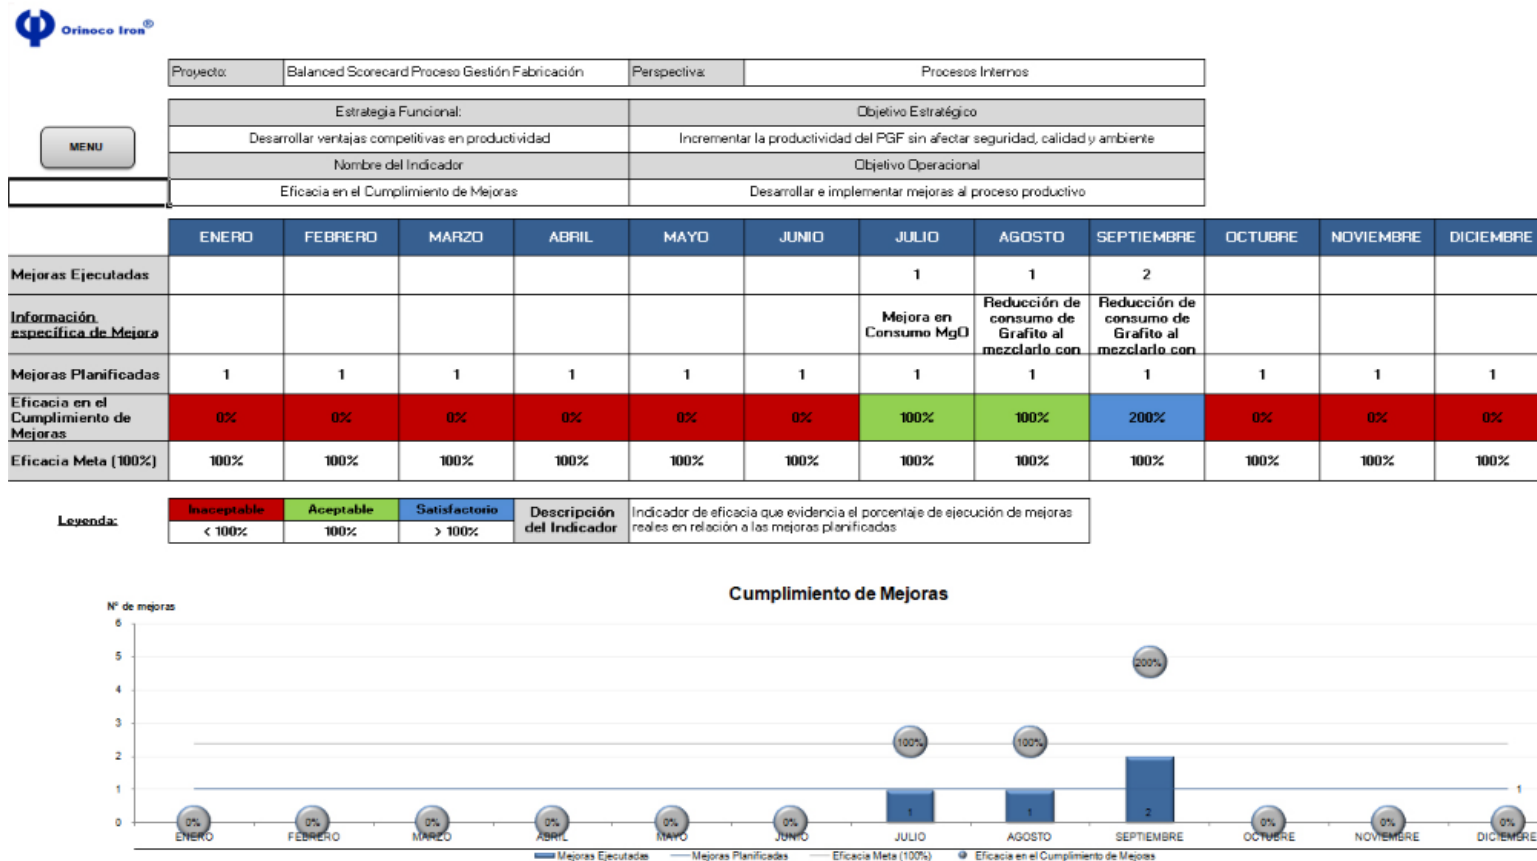 Orinoco Iron®
Proyecto: Balanced Scorecard Proceso Gestión Fabricación Perspectiva: Procesos Internos
Estrategia Funcional: Objetivo Estratégico
MENU
Desarrollar ventajas competitivas en productividad Incrementar la productividad del PGF sin afectar seguridad, calidad y ambiente
Nombre del Indicador Objetivo Operacional
Eficacia en el Cumplimiento de Mejoras Desarrollar e implementar mejoras al proceso productivo
ENERO FEBRERO MARZO ABRIL MAYO JUNIO JULIO AGOSTO SEPTIEMBRE OCTUBRE NOVIEMBRE DICIEMBRE
Mejoras Ejecutadas 1 1 2
Información específica de Mejora
Mejora en Consumo MgO
Reducción de consumo de Grafito al mezclarlo con
Reducción de consumo de Grafito al mezclarlo con
Mejoras Planificadas 1 1 1 1 1 1 1 1 1 1 1 1
Eficacia en el Cumplimiento de Mejoras 0% 0% 0% 0% 0% 0% 100% 100% 200% 0% 0% 0%
Eficacia Meta (100%) 100% 100% 100% 100% 100% 100% 100% 100% 100% 100% 100% 100%
Leyenda:
Inaceptable Aceptable Satisfactorio
< 100% 100% > 100%
Descripción del Indicador
Indicador de eficacia que evidencia el porcentaje de ejecución de mejoras
reales en relación a las mejoras planificadas
Cumplimiento de Mejoras
N° de mejoras
6
5
200%
4
3
100% 100%
2
1 1
0
1 1 2
0% 0% 0% 0% 0% 0% 0% 0% 0%
ENERO FEBRERO MARZO ABRIL MAYO JUNIO JULIO AGOSTO SEPTIEMBRE OCTUBRE NOVIEMBRE DICIEMBRE
Mejoras Ejecutadas Mejoras Planificadas Eficacia Meta (100%) Eficacia en el Cumplimiento de Mejoras